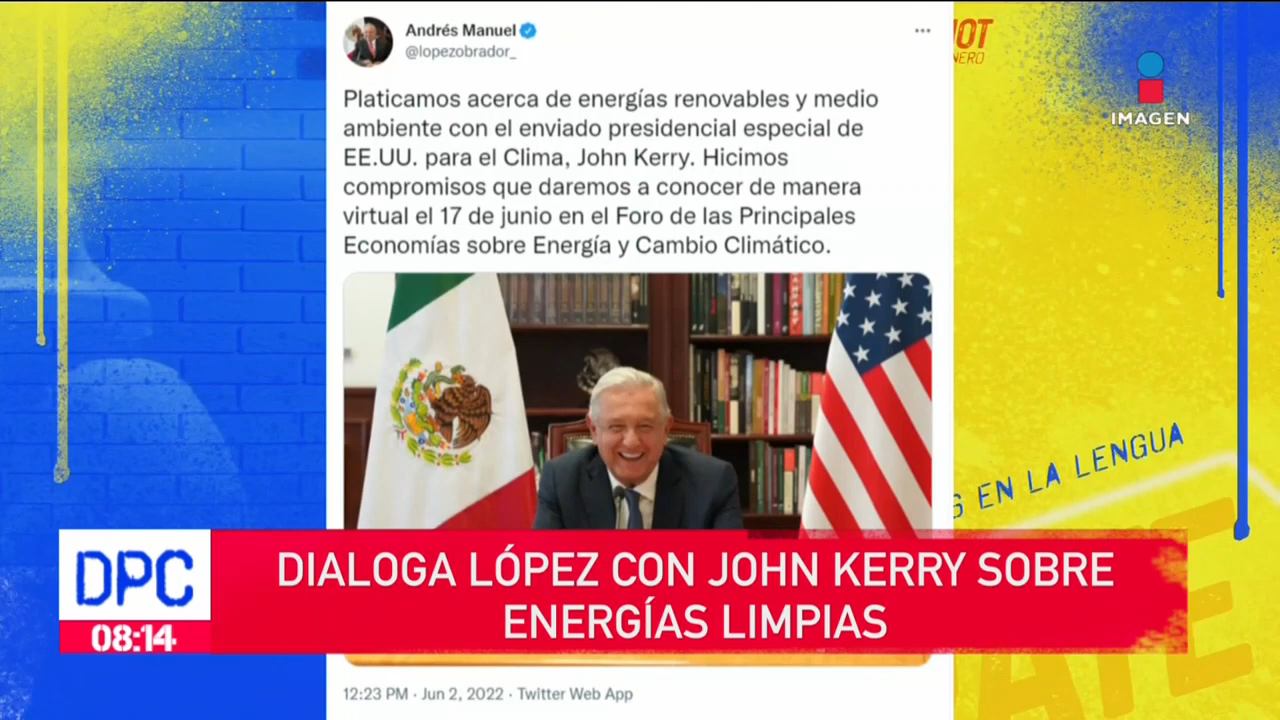 Andrés Manuel
@lopezobrador_
Platicamos acerca de energías renovables y medio
ambiente con el enviado presidencial especial de
EE.UU. para el Clima, John Kerry. Hicimos
compromisos que daremos a conocer de manera
virtual el 17 de junio en el Foro de las Principales
Economías sobre Energía y Cambio Climático.
IMAGEN
EN LA LENGUA
DPC
08:14
DIALOGA LÓPEZ CON JOHN KERRY SOBRE
ENERGÍAS LIMPIAS
12:23 PM · Jun 2, 2022 · Twitter Web App